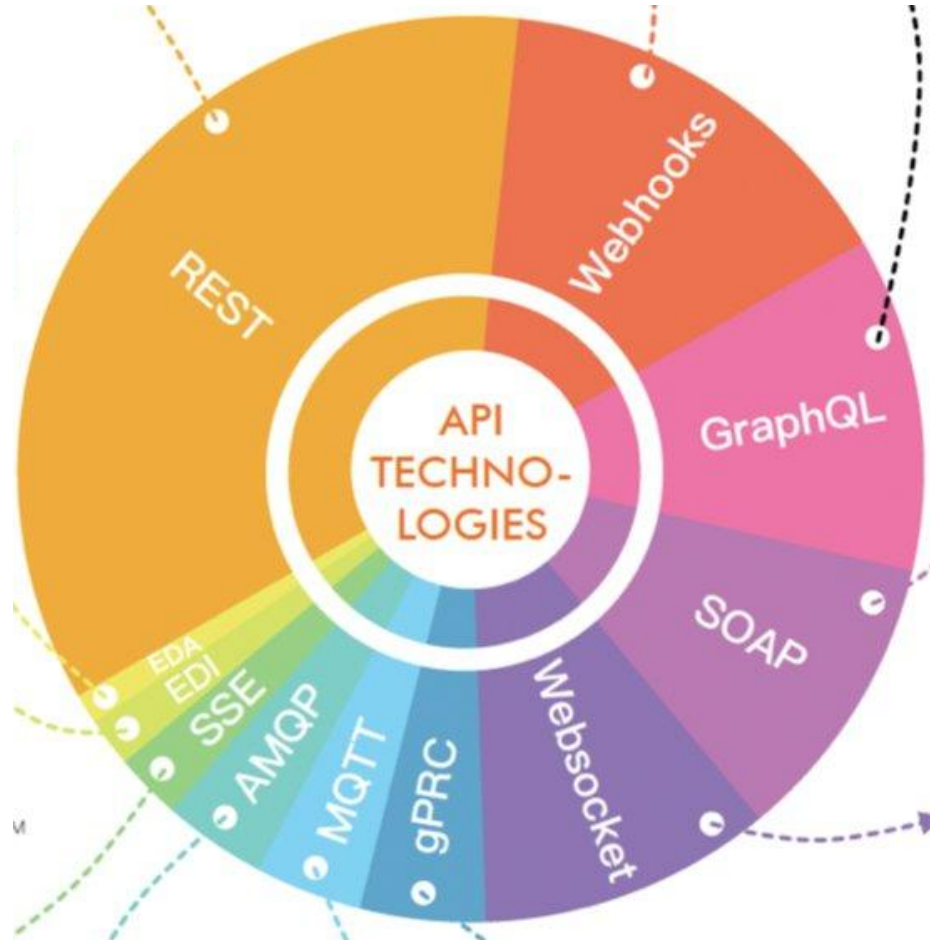 Webhooks
REST
GraphQL
API
TECHNO-
LOGIES
SOAP
EDA
EDI
SSE
AMQP
MQTT
gPRC
Websocket
M